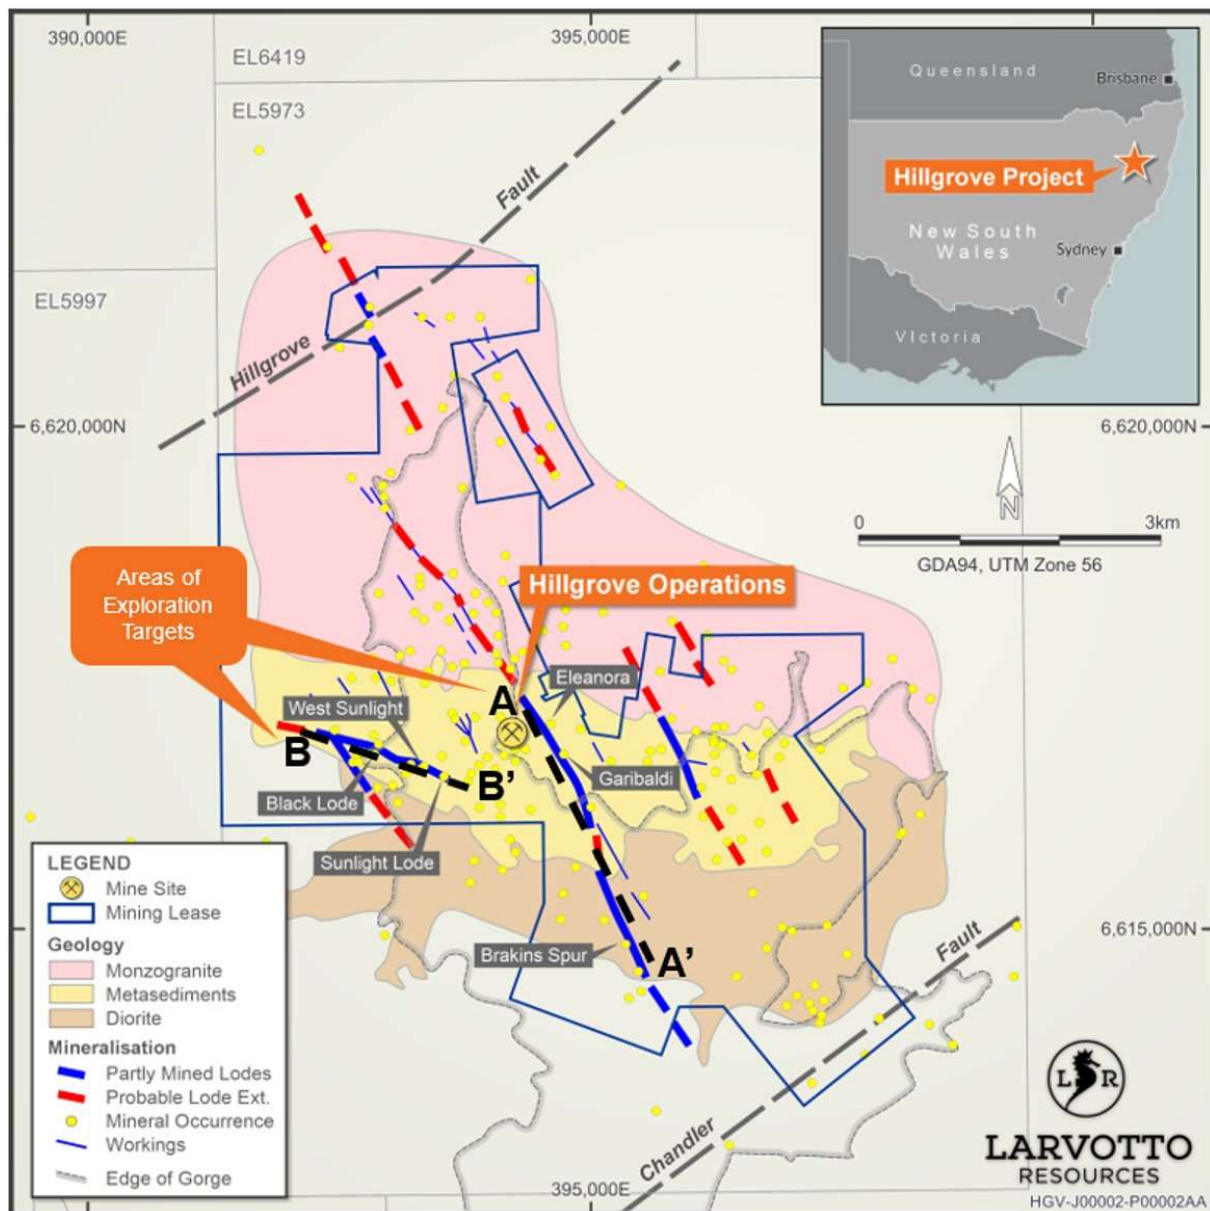 390,000E
395,000E
EL6419
EL5973
EL5997
Queensland
Brisbane
Hillgrove Project
New South
Wales
Sydney
VIctoria
Fault
Hillgrove
6,620,000N
6,620,000N
N
0
3km
GDA94, UTM Zone 56
Areas of
Exploration
Targets
Hillgrove Operations
Eleanora
A
West Sunlight
B
B’
Garibaldi
Black Lode
Sunlight Lode
Brakins Spur
A’
6,615,000N
Fault
Chandler
LEGEND
Mine Site
Mining Lease
Geology
Monzogranite
Metasediments
Diorite
Mineralisation
Partly Mined Lodes
Probable Lode Ext.
Mineral Occurrence
Workings
Edge of Gorge
395,000E
L R
LARVOTTO
RESOURCES
HGV-J00002-P00002AA